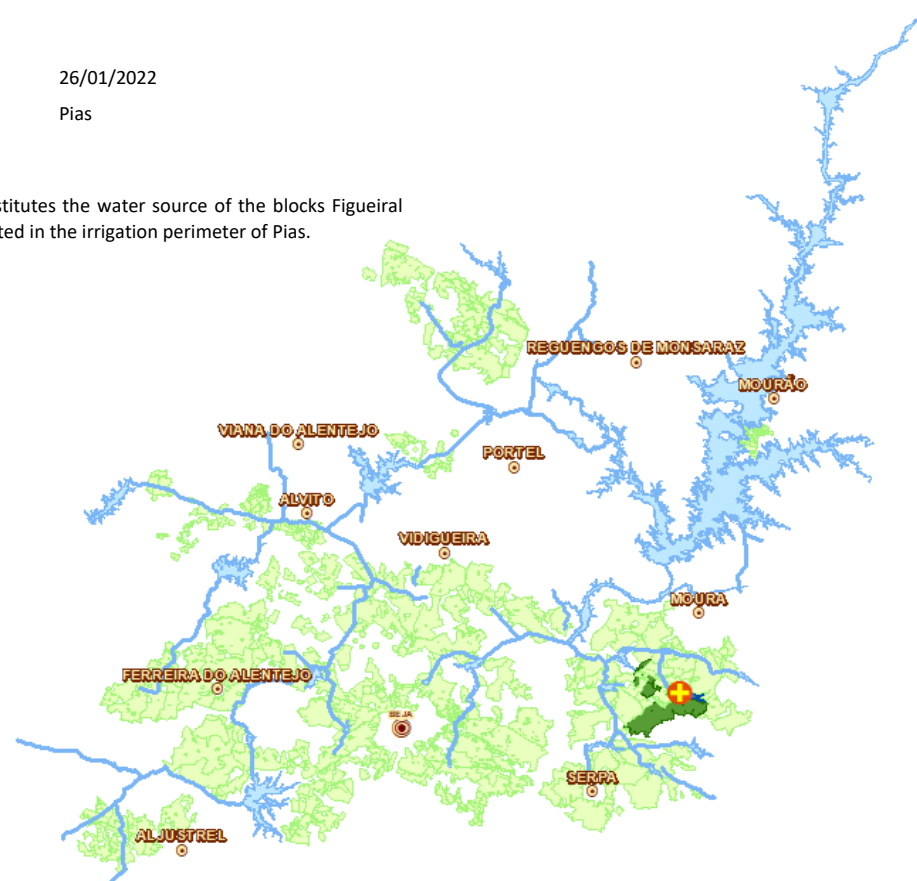 26/01/2022
Pias
stitutes the water source of the blocks Figueiral
ted in the irrigation perimeter of Pias.
REGUENGOS DE MONSARAZ
MOURÃO
VIANA DO ALENTEJO
PORTEL
ALVITO
VIDIGUEIRA
MOURA
FERREIRA DO ALENTEJO
BEJA
SERPA
ALJUSTREL